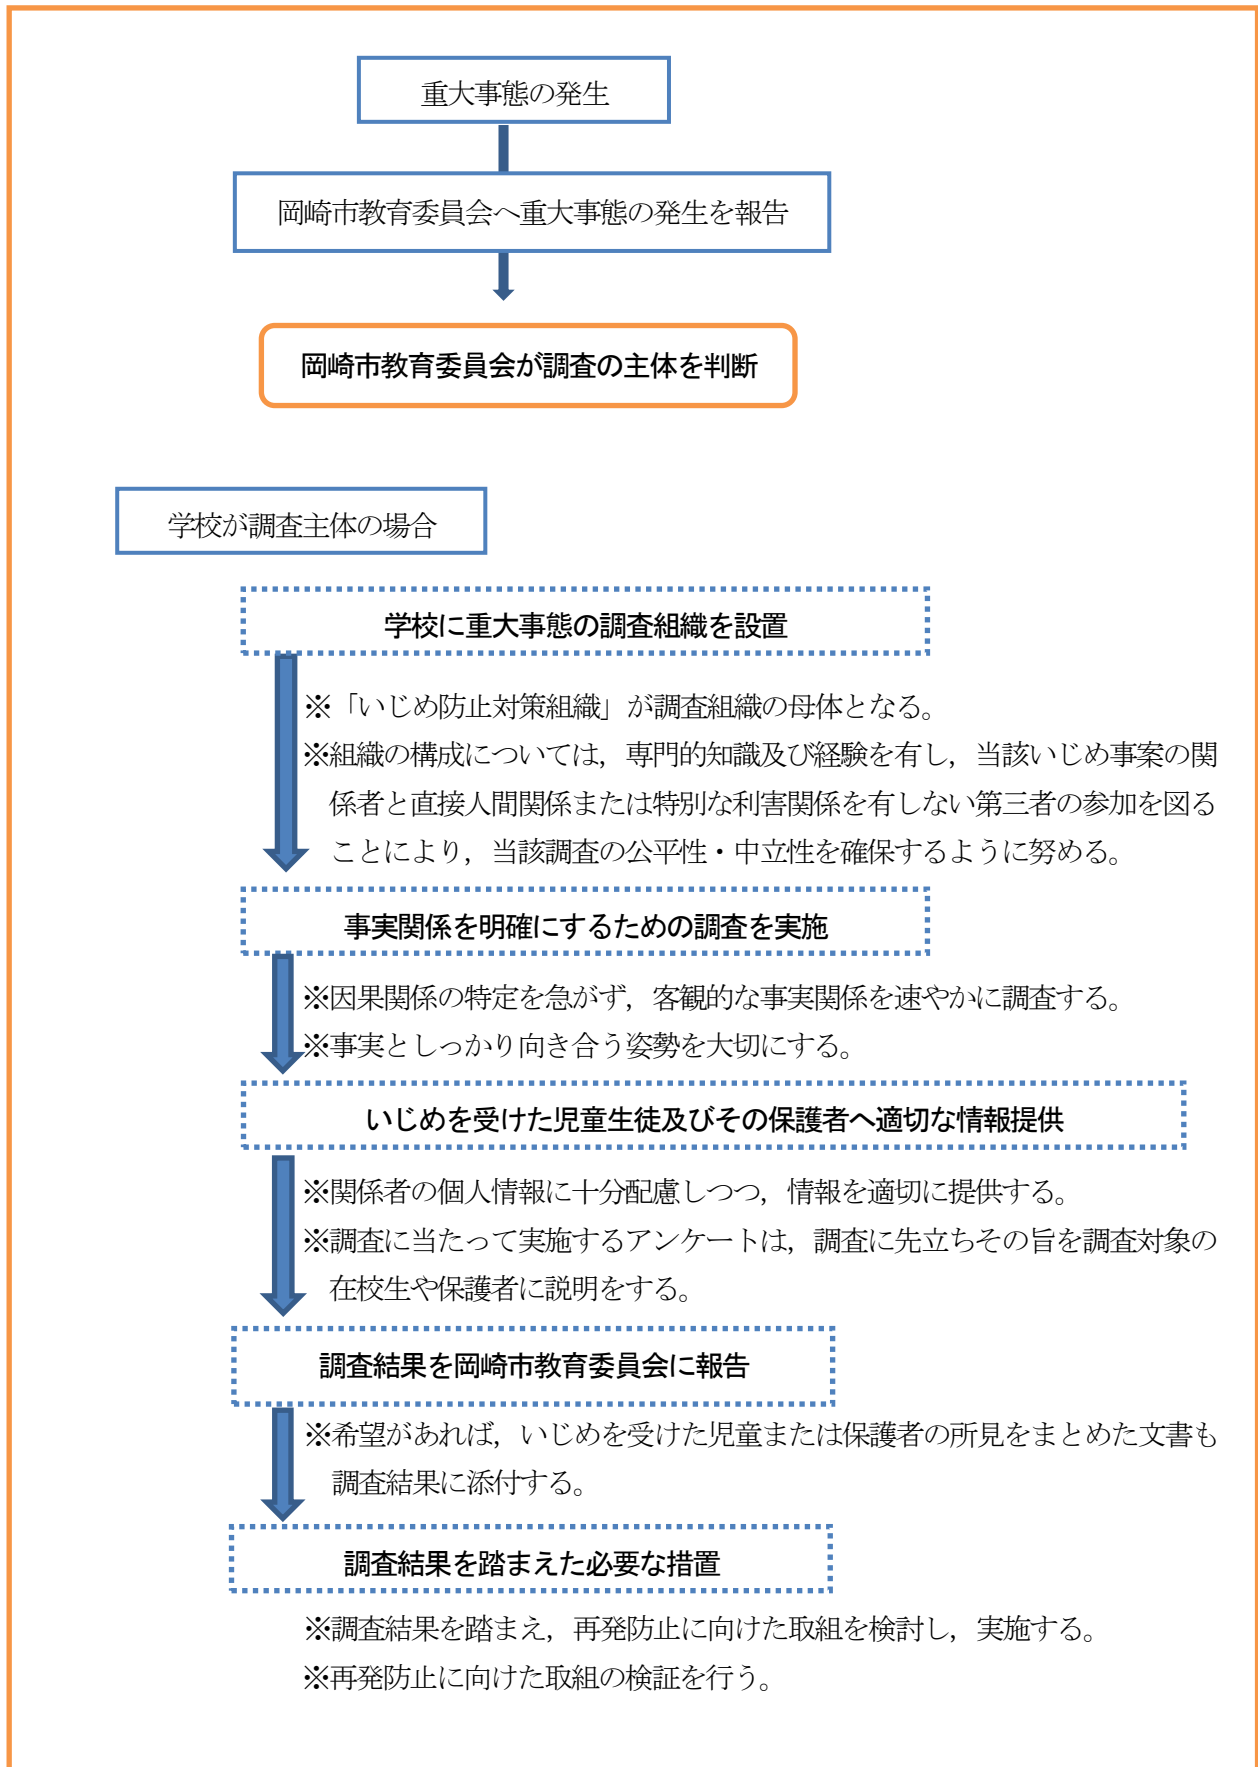 重大事態の発生
岡崎市教育委員会へ重大事態の発生を報告
岡崎市教育委員会が調査の主体を判断
学校が調査主体の場合
学校に重大事態の調査組織を設置
※「いじめ防止対策組織」が調査組織の母体となる。
※組織の構成については，専門的知識及び経験を有し，当該いじめ事案の関
係者と直接人間関係または特別な利害関係を有しない第三者の参加を図る
ことにより，当該調査の公平性・中立性を確保するように努める。
事実関係を明確にするための調査を実施
※因果関係の特定を急がず，客観的な事実関係を速やかに調査する。
※事実としっかり向き合う姿勢を大切にする。
いじめを受けた児童生徒及びその保護者へ適切な情報提供
※関係者の個人情報に十分配慮しつつ，情報を適切に提供する。
※調査に当たって実施するアンケートは，調査に先立ちその旨を調査対象の
在校生や保護者に説明をする。
調査結果を岡崎市教育委員会に報告
※希望があれば，いじめを受けた児童または保護者の所見をまとめた文書も
調査結果に添付する。
調査結果を踏まえた必要な措置
※調査結果を踏まえ，再発防止に向けた取組を検討し，実施する。
※再発防止に向けた取組の検証を行う。